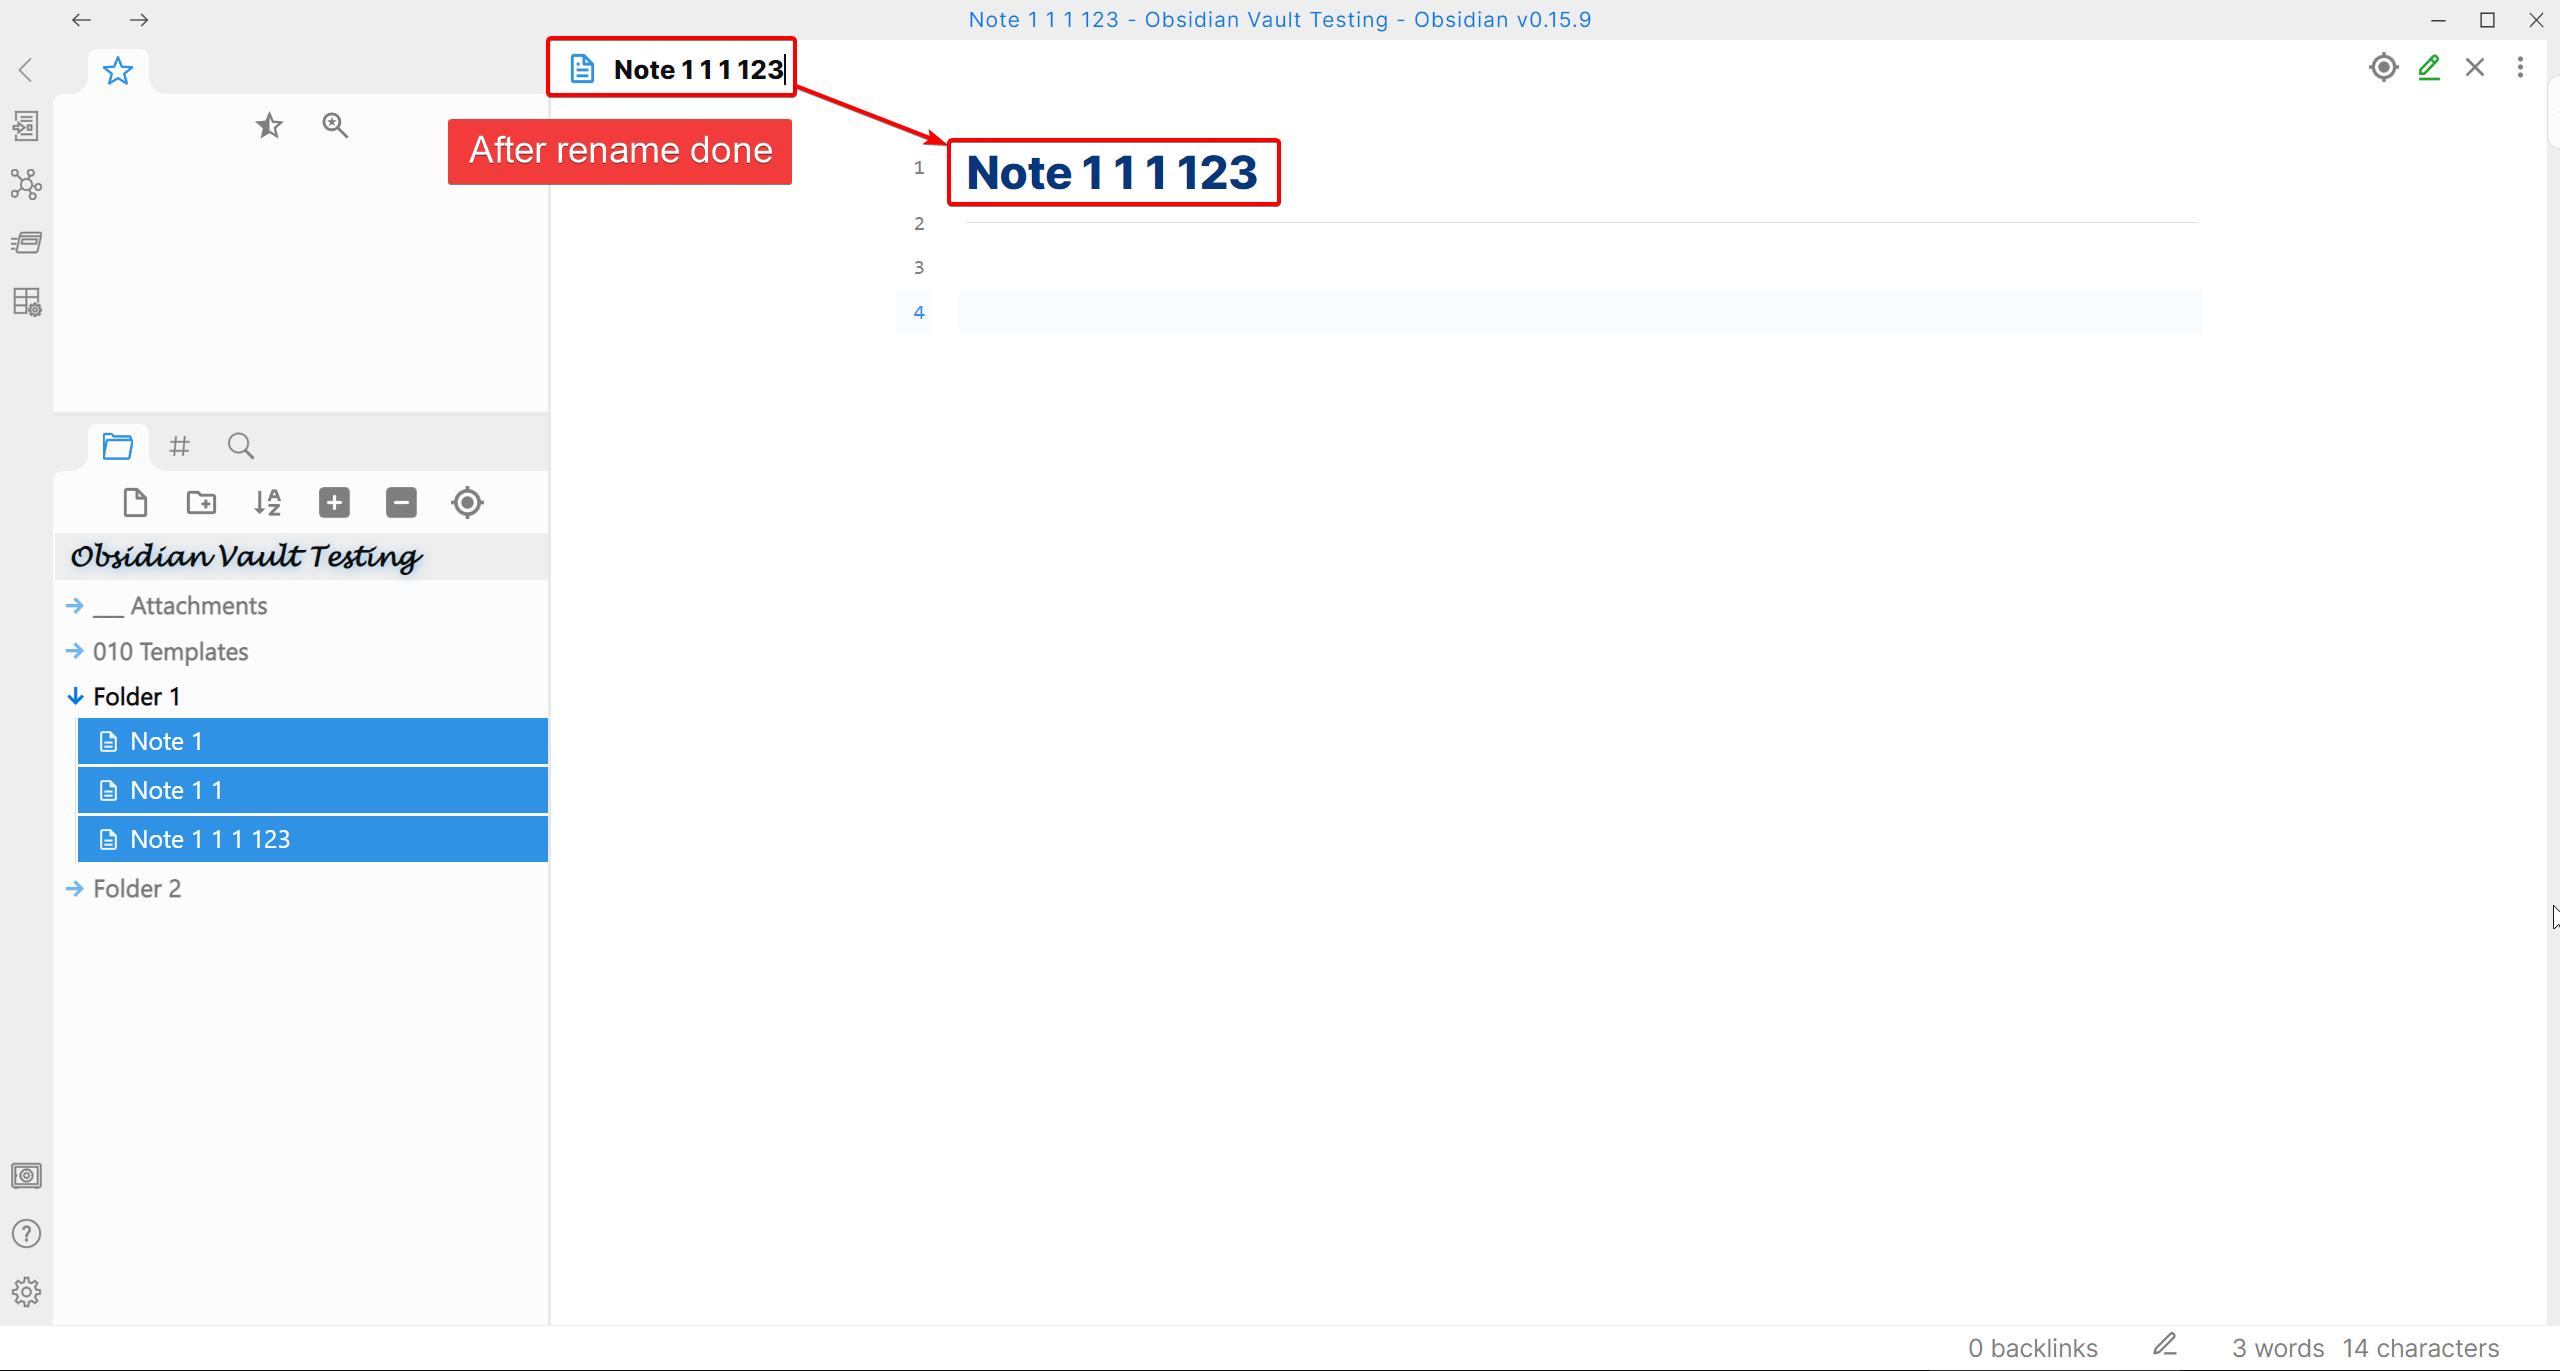 Note 1 1 1 123 - Obsidian Vault Testing - Obsidian v0.15.9
Note 1 1 1 123
After rename done
1
Note 1 1 1 123
2
3
4
#
Obsidian Vault Testing
___ Attachments
010 Templates
Folder 1
Note 1
Note 1 1
Note 1 1 1 123
Folder 2
0 backlinks
3 words
14 characters